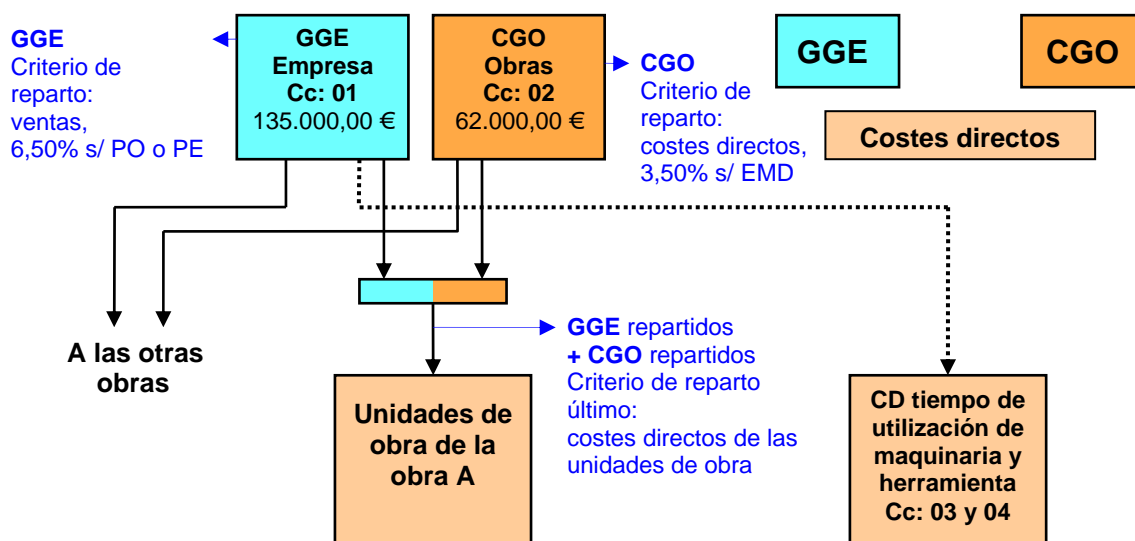 GGE
Criterio de
reparto:
ventas,
6,50% s/ PO o PE
GGE
Empresa
Cc: 01
135.000,00 €
CGO
Obras
Cc: 02
62.000,00 €
CGO
Criterio de
reparto:
costes directos,
3,50% s/ EMD
GGE
CGO
Costes directos
A las otras
obras
GGE repartidos
+ CGO repartidos
Criterio de reparto
último:
costes directos de las
unidades de obra
Unidades de
obra de la
obra A
CD tiempo de
utilización de
maquinaria y
herramienta
Cc: 03 y 04